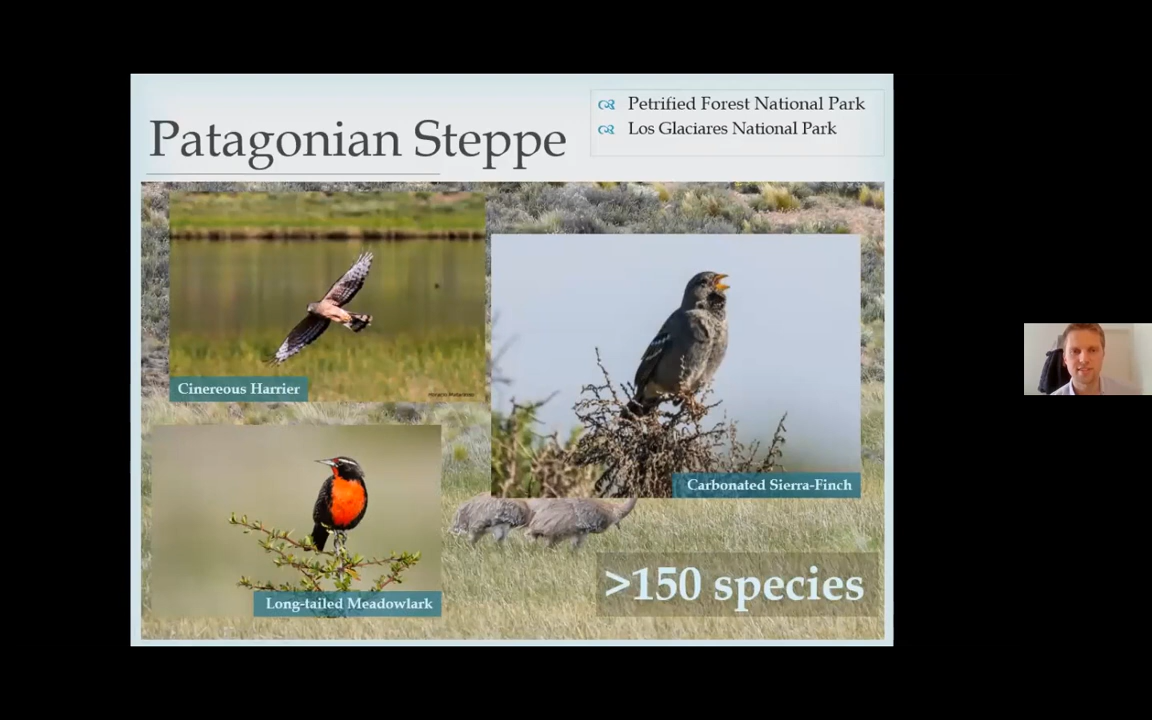 Patagonian Steppe
Petrified Forest National Park
Los Glaciares National Park
Cinereous Harrier
Carbonated Sierra-Finch
Long-tailed Meadowlark
>150 species